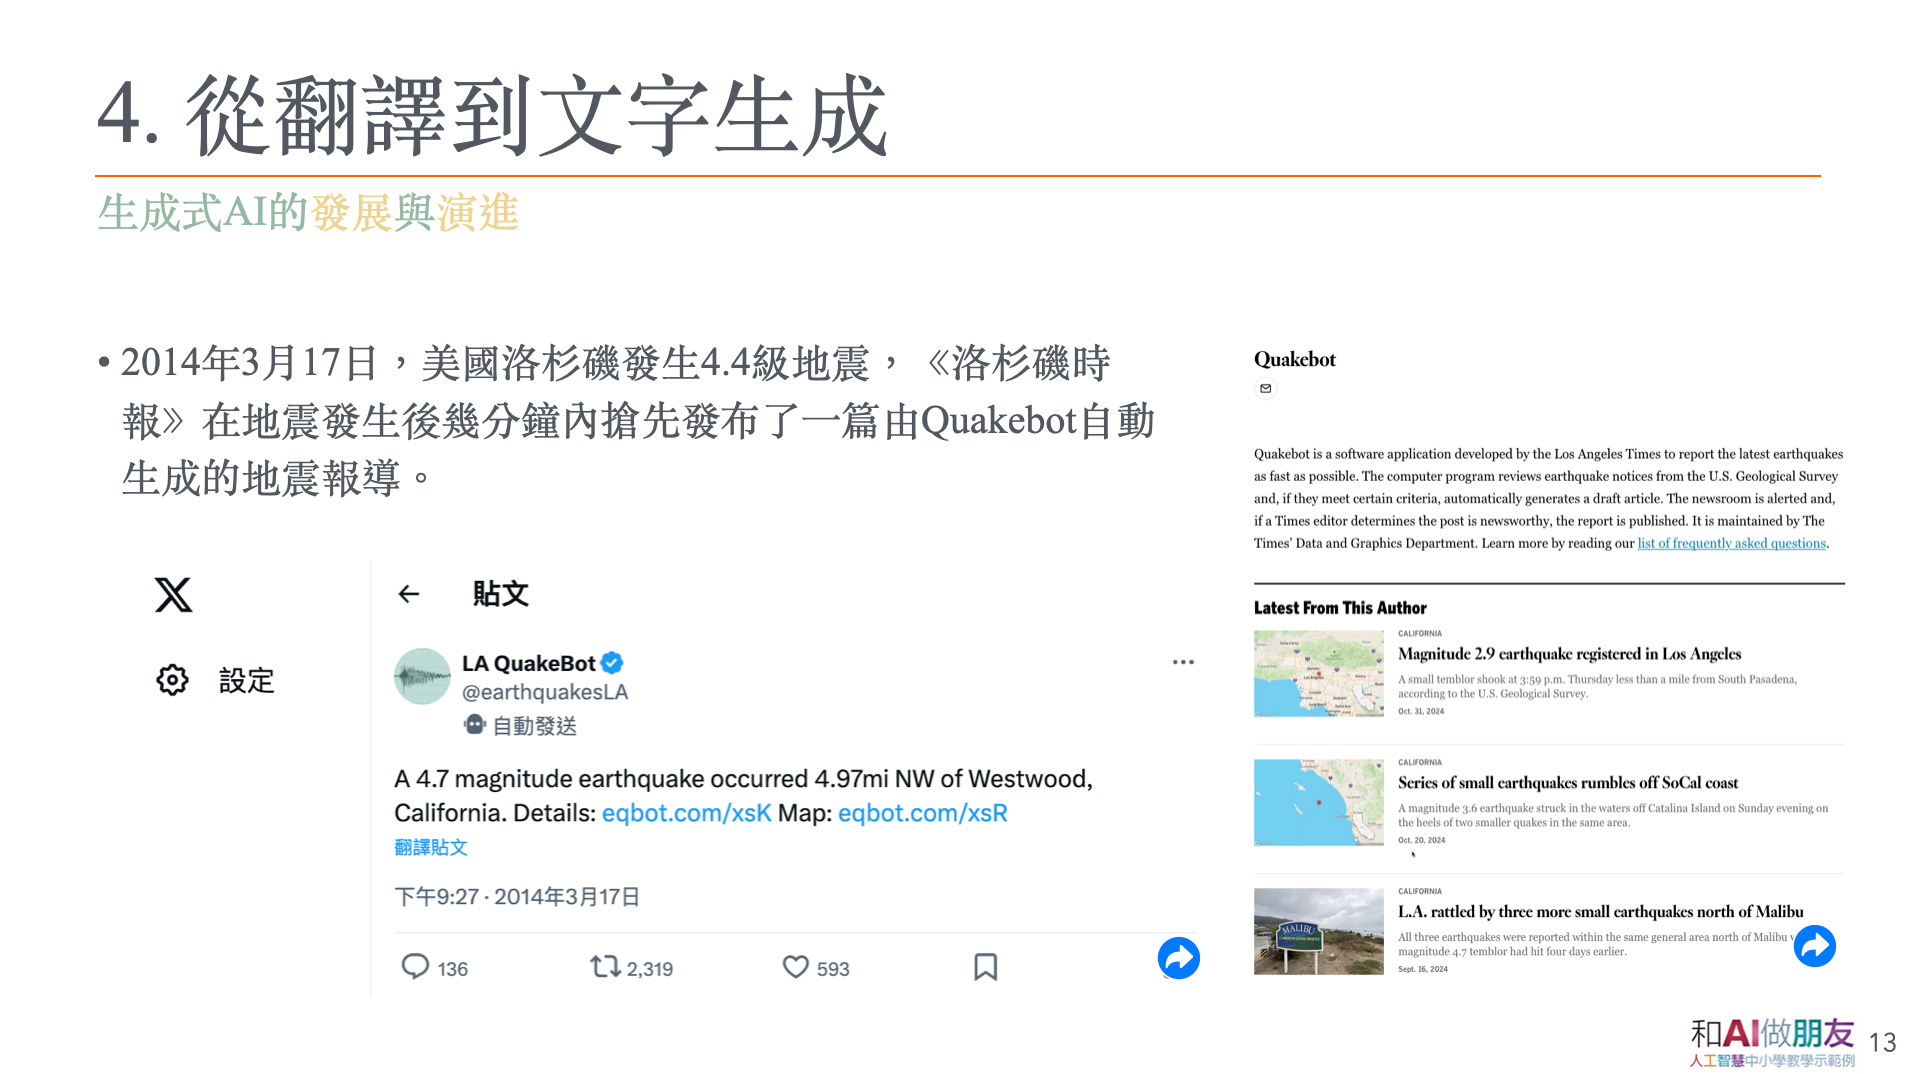 4. 從翻譯到文字生成
生成式AI的發展與演進
• 2014年3月17日，美國洛杉磯發生4.4級地震，《洛杉磯時
報》在地震發生後幾分鐘內搶先發布了一篇由Quakebot自動
生成的地震報導。
設定
貼文
LA QuakeBot
@earthquakesLA
自動發送
A 4.7 magnitude earthquake occurred 4.97mi NW of Westwood,
California. Details: eqbot.com/xsK Map: eqbot.com/xsR
翻譯貼文
下午9:27 · 2014年3月17日
136 2,319 593
Quakebot
Quakebot is a software application developed by the Los Angeles Times to report the latest earthquakes
as fast as possible. The computer program reviews earthquake notices from the U.S. Geological Survey
and, if they meet certain criteria, automatically generates a draft article. The newsroom is alerted and,
if a Times editor determines the post is newsworthy, the report is published. It is maintained by The
Times’ Data and Graphics Department. Learn more by reading our list of frequently asked questions.
Latest From This Author
CALIFORNIA
Magnitude 2.9 earthquake registered in Los Angeles
A small temblor shook at 3:59 p.m. Thursday less than a mile from South Pasadena,
according to the U.S. Geological Survey.
Oct. 31, 2024
CALIFORNIA
Series of small earthquakes rumbles off SoCal coast
A magnitude 3.6 earthquake struck in the waters off Catalina Island on Sunday evening on
the heels of two smaller quakes in the same area.
Oct. 20, 2024
MALIBU
CALIFORNIA
L.A. rattled by three more small earthquakes north of Malibu
All three earthquakes were reported within the same general area north of Malibu
magnitude 4.7 temblor had hit four days earlier.
Sept. 16, 2024
和AI做朋友
人工智慧中小學教學示範例
13